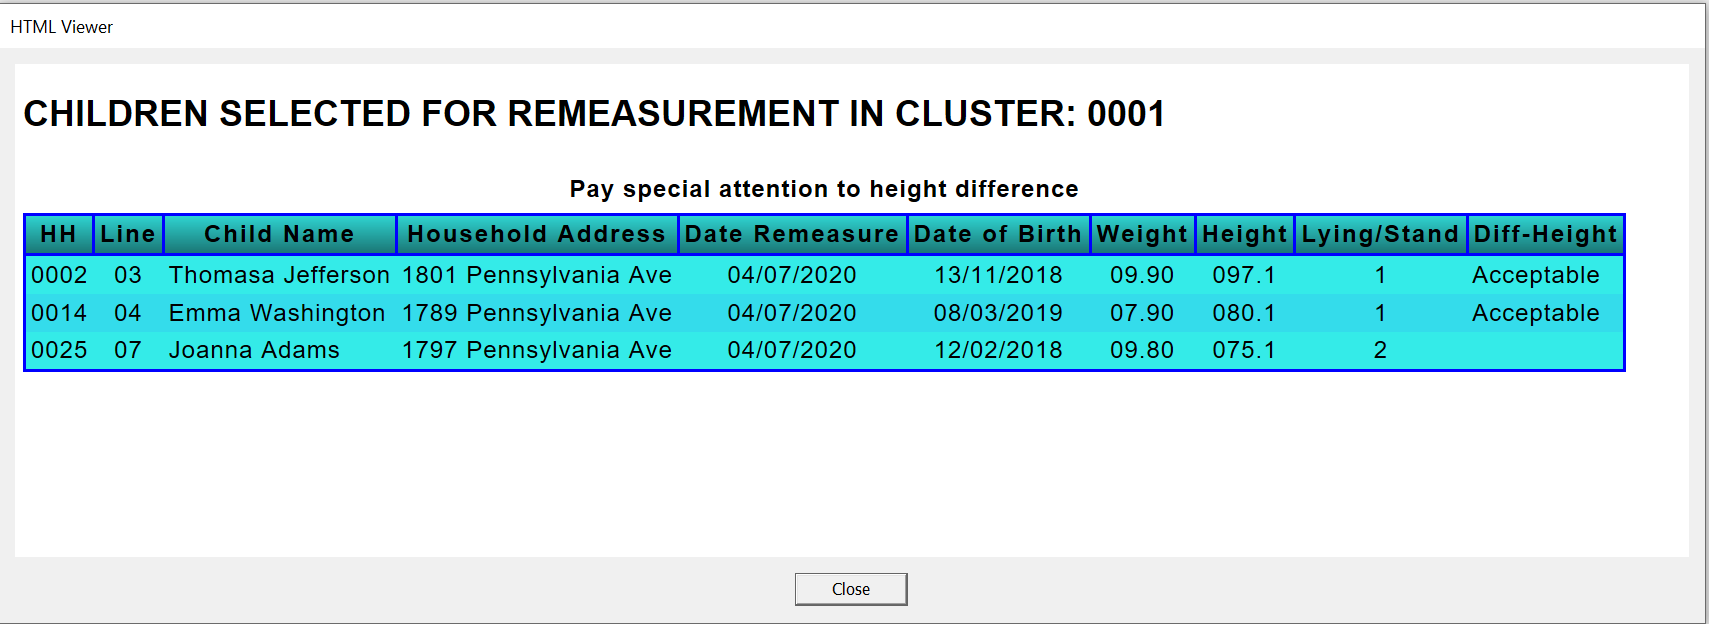 HTML Viewer
CHILDREN SELECTED FOR REMEASUREMENT IN CLUSTER: 0001
Pay special attention to height difference
HH Line Child Name Household Address Date Remeasure Date of Birth Weight Height Lying/Stand Diff-Height
0002 03 Thomasa Jefferson 1801 Pennsylvania Ave 04/07/2020 13/11/2018 09.90 097.1 1 Acceptable
0014 04 Emma Washington 1789 Pennsylvania Ave 04/07/2020 08/03/2019 07.90 080.1 1 Acceptable
0025 07 Joanna Adams 1797 Pennsylvania Ave 04/07/2020 12/02/2018 09.80 075.1 2
Close